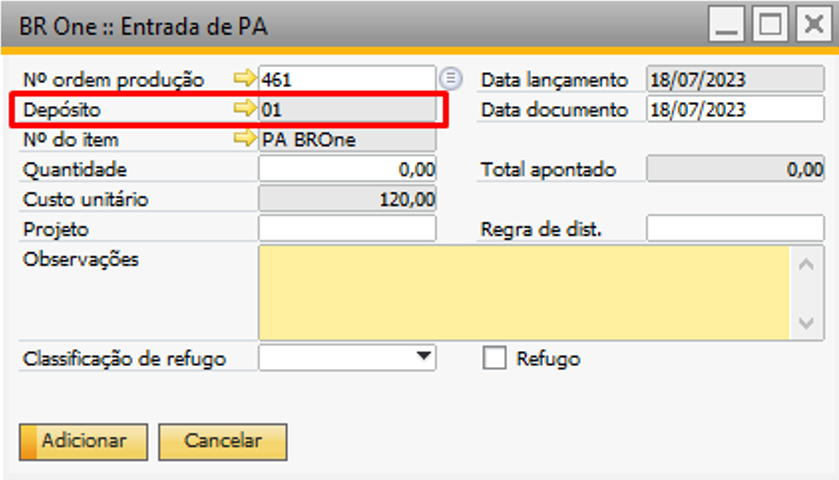 BR One :: Entrada de PA
Nº ordem produção 461 Data lançamento 18/07/2023
Depósito 01 Data documento 18/07/2023
Nº do item PA BROne
Quantidade 0,00 Total apontado 0,00
Custo unitário 120,00
Projeto Regra de dist.
Observações
Classificação de refugo Refugo
Adicionar Cancelar